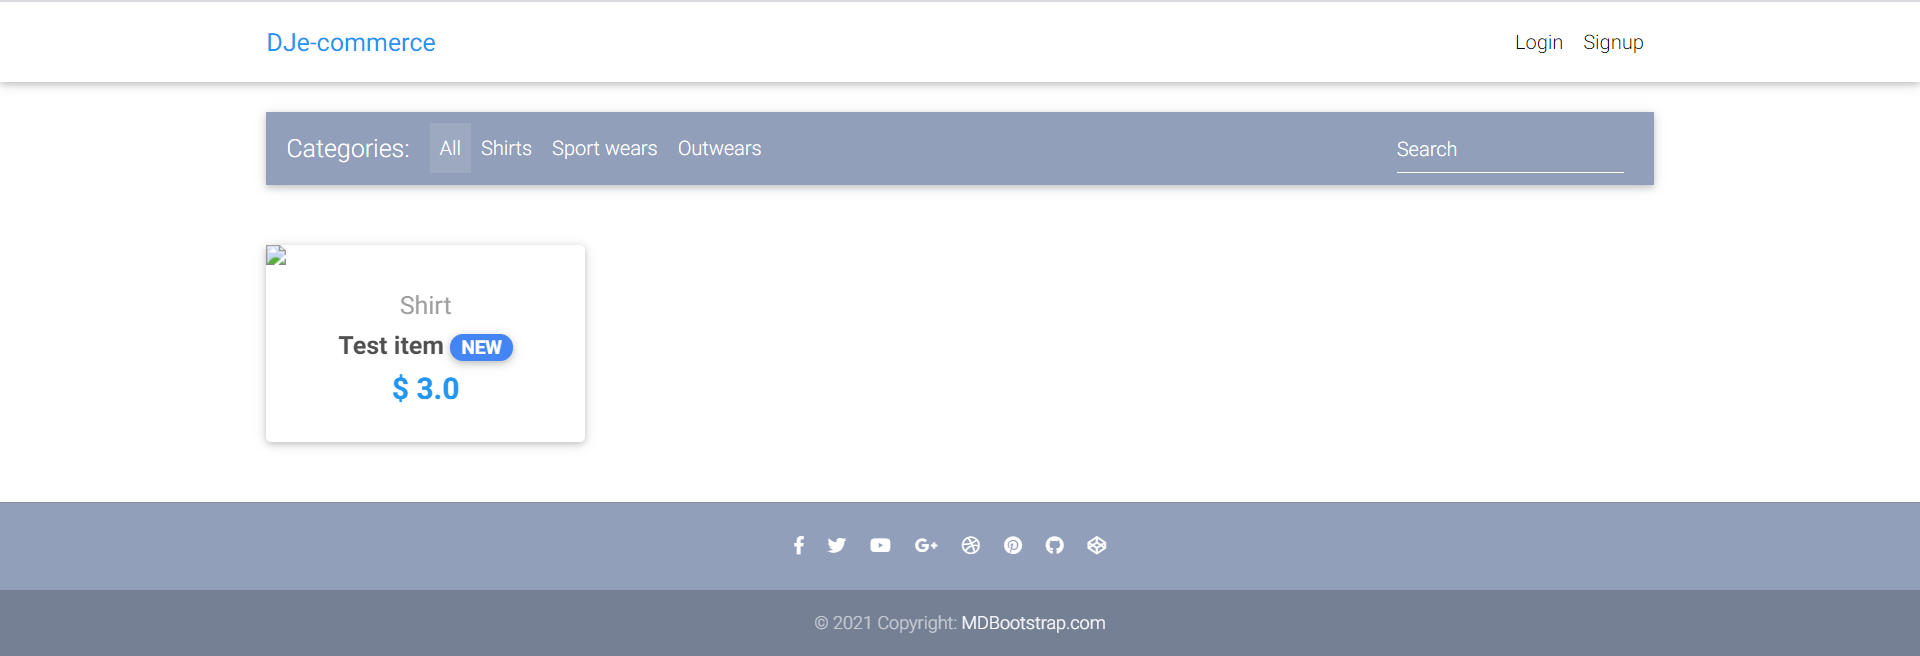 DJe-commerce Login Signup
Categories: All Shirts Sport wears Outwears Search
Shirt
Test item NEW
$ 3.0
© 2021 Copyright: MDBootstrap.com